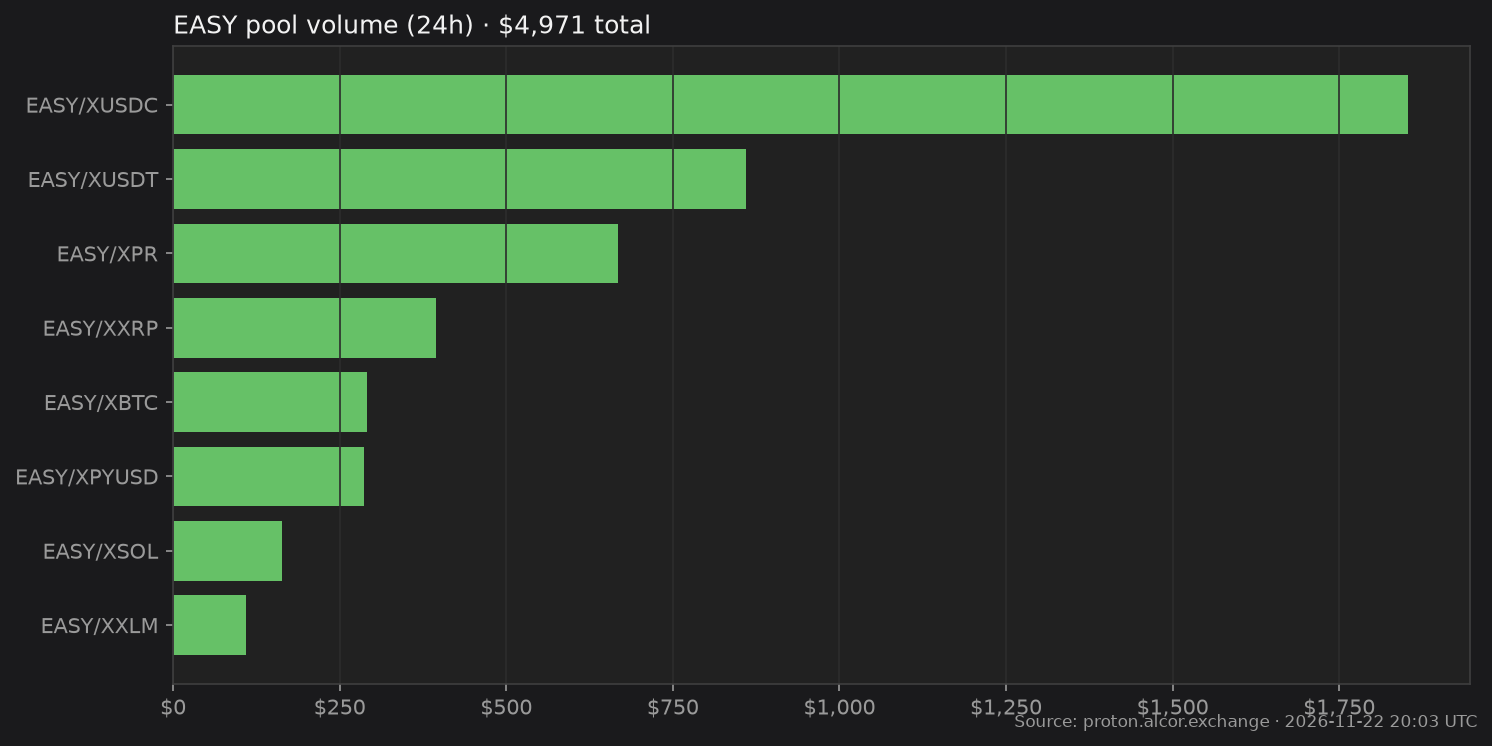 EASY pool volume (24h) · $4,971 total
EASY/XUSDC
EASY/XUSDT
EASY/XPR
EASY/XXRP
EASY/XBTC
EASY/XPYUSD
EASY/XSOL
EASY/XXLM
$0 $250 $500 $750 $1,000 $1,250 $1,500 $1,750
Source: proton.alcor.exchange · 2026-11-22 20:03 UTC